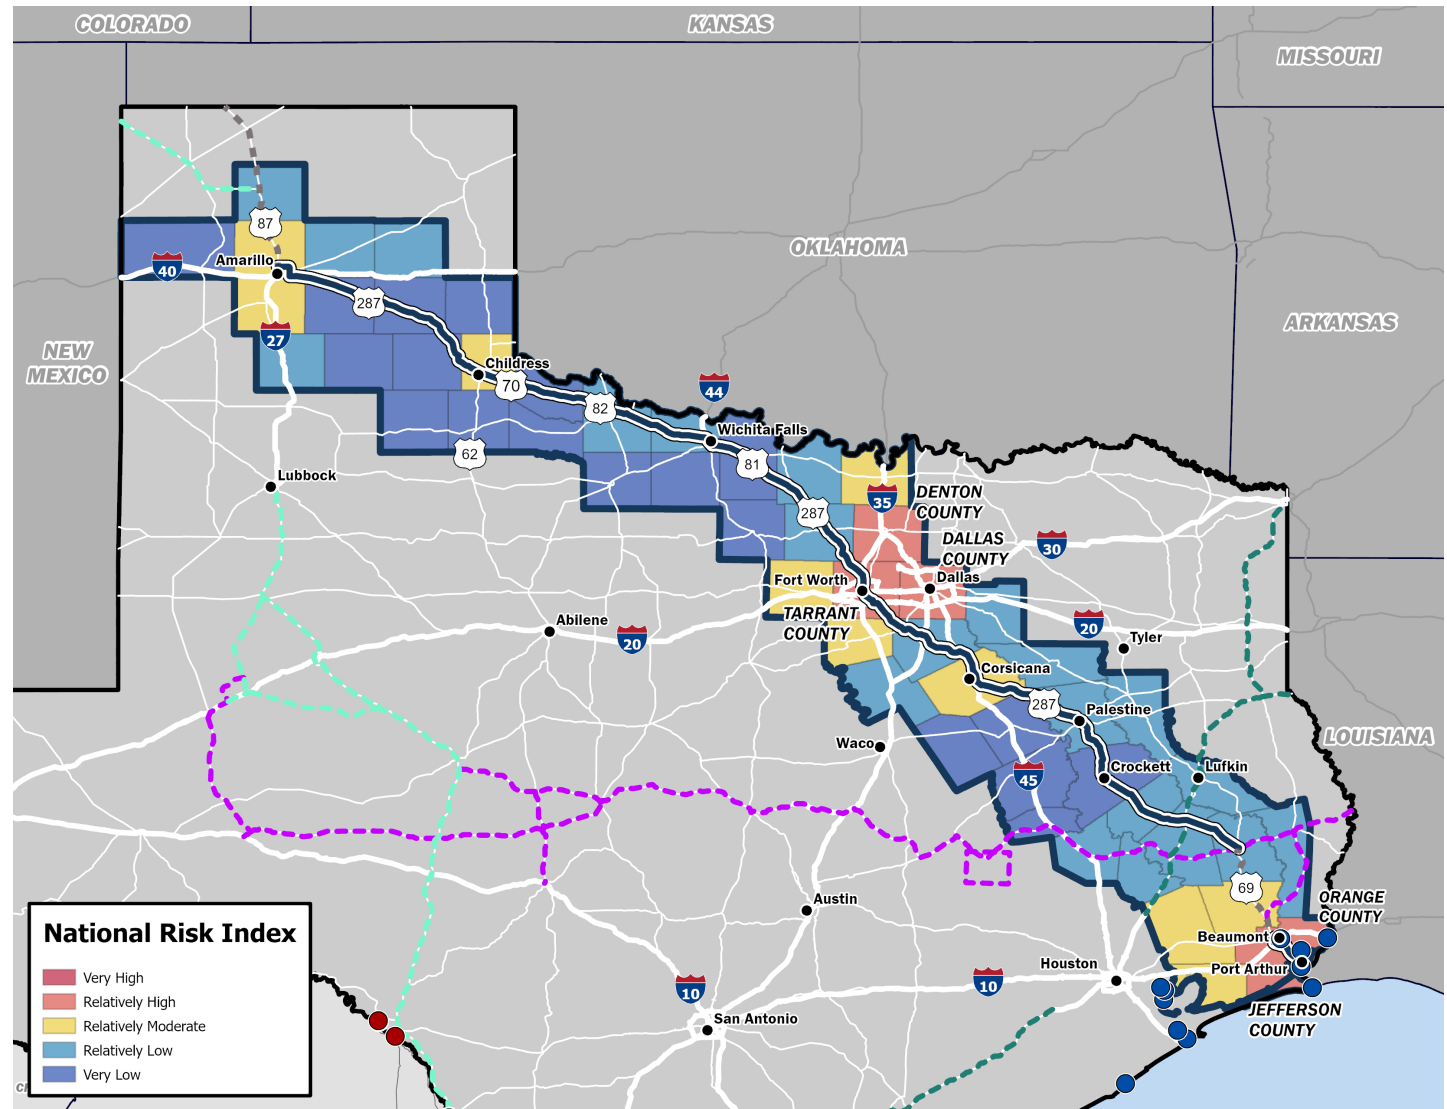 COLORADO
KANSAS
MISSOURI
87
OKLAHOMA
Amarillo
40
287
ARKANSAS
27
NEW
MEXICO
Childress
70
44
82
Wichita Falls
62
81
Lubbock
35
DENTON
COUNTY
287
DALLAS
COUNTY
30
Fort Worth
Dallas
TARRANT
COUNTY
Abilene
20
20
Tyler
Corsicana
287
Palestine
LOUISIANA
Waco
45
Crockett
Lufkin
69
ORANGE
COUNTY
Austin
Beaumont
Houston
Port Arthur
10
10
JEFFERSON
COUNTY
San Antonio
National Risk Index
Very High
Relatively High
Relatively Moderate
Relatively Low
Very Low